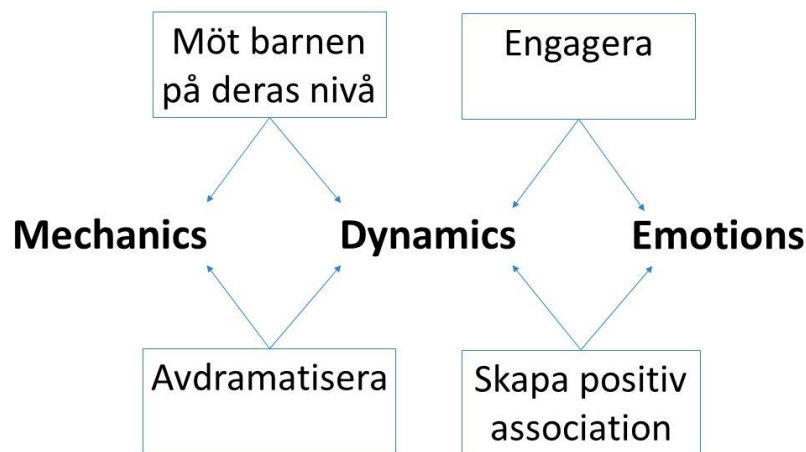 Möt barnen
på deras nivå
Engagera
Mechanics
Dynamics
Emotions
Avdramatisera
Skapa positiv
association